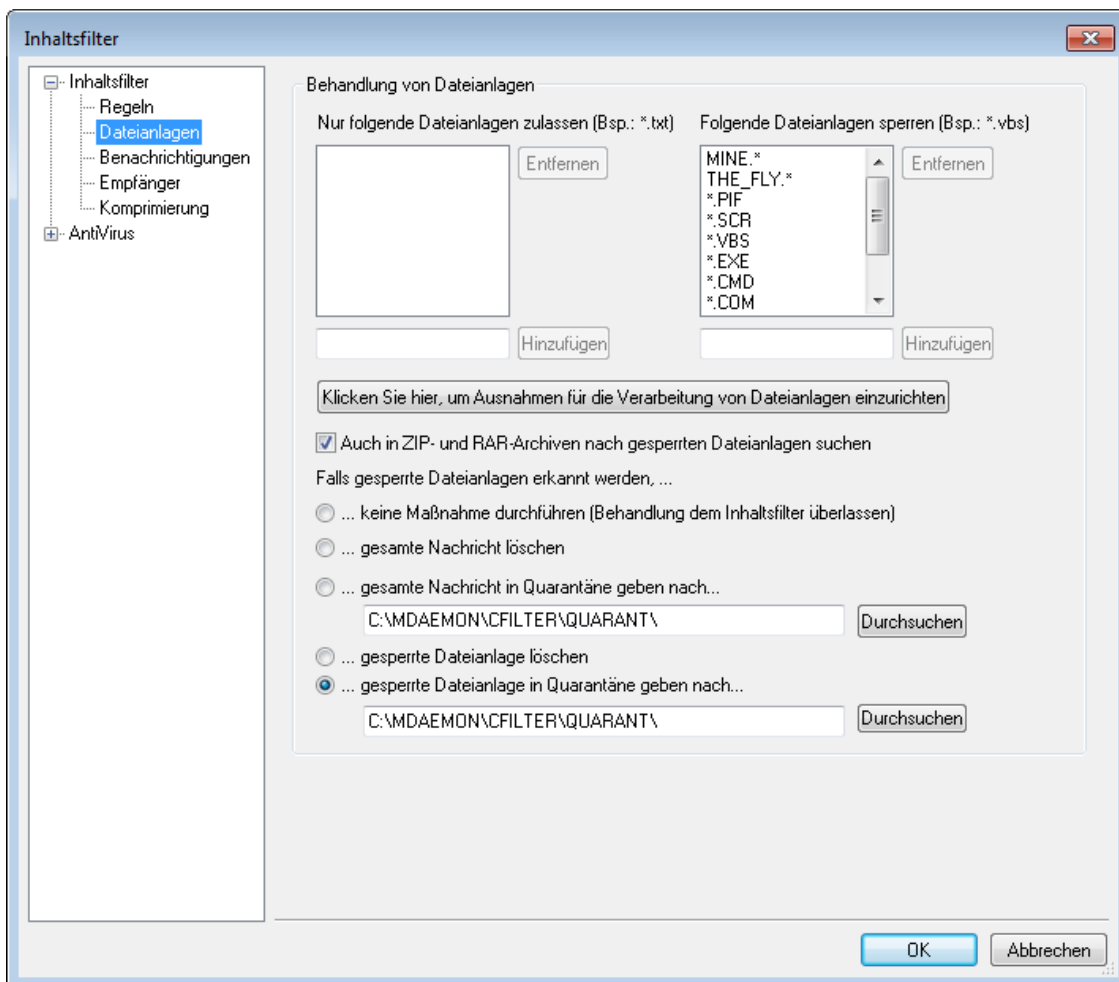 Inhaltsfilter
Inhaltsfilter
Regeln
Dateianlagen
Benachrichtigungen
Empfänger
Komprimierung
AntiVirus
Behandlung von Dateianlagen
Nur folgende Dateianlagen zulassen (Bsp.: *.txt)
Entfernen
Hinzufügen
Folgende Dateianlagen sperren (Bsp.: *.vbs)
MINE.*
THE_FLY.*
*.PIF
*.SCR
*.VBS
*.EXE
*.CMD
*.COM
Entfernen
Hinzufügen
Klicken Sie hier, um Ausnahmen für die Verarbeitung von Dateianlagen einzurichten
Auch in ZIP- und RAR-Archiven nach gesperrten Dateianlagen suchen
Falls gesperrte Dateianlagen erkannt werden, ...
... keine Maßnahme durchführen (Behandlung dem Inhaltsfilter überlassen)
... gesamte Nachricht löschen
... gesamte Nachricht in Quarantäne geben nach...
C:\MDAEMON\CFILTER\QUARANT\
Durchsuchen
... gesperrte Dateianlage löschen
... gesperrte Dateianlage in Quarantäne geben nach...
C:\MDAEMON\CFILTER\QUARANT\
Durchsuchen
OK
Abbrechen